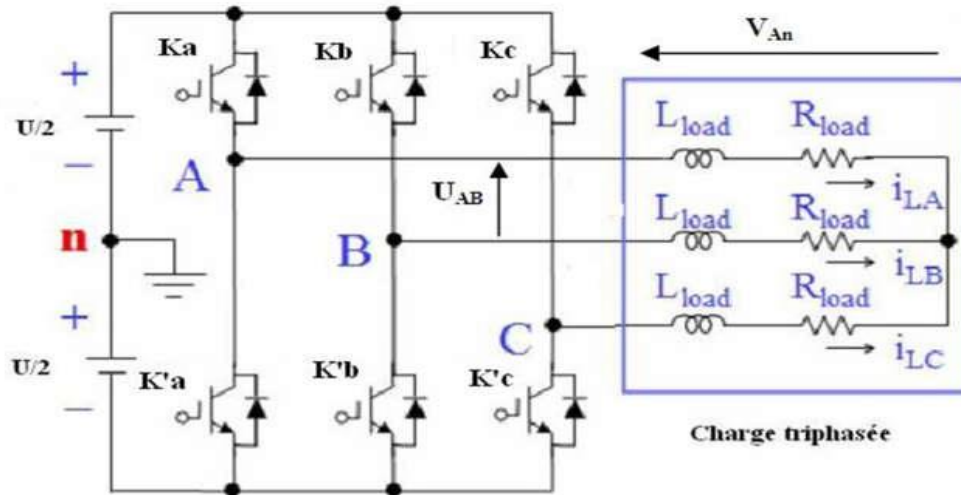 Ka
Kb
Kc
V_An
+
U/2
−
L_load
R_load
A
i_LA
U_AB
n
L_load
R_load
B
i_LB
+
L_load
R_load
C
i_LC
U/2
−
K'a
K'b
K'c
Charge triphasée